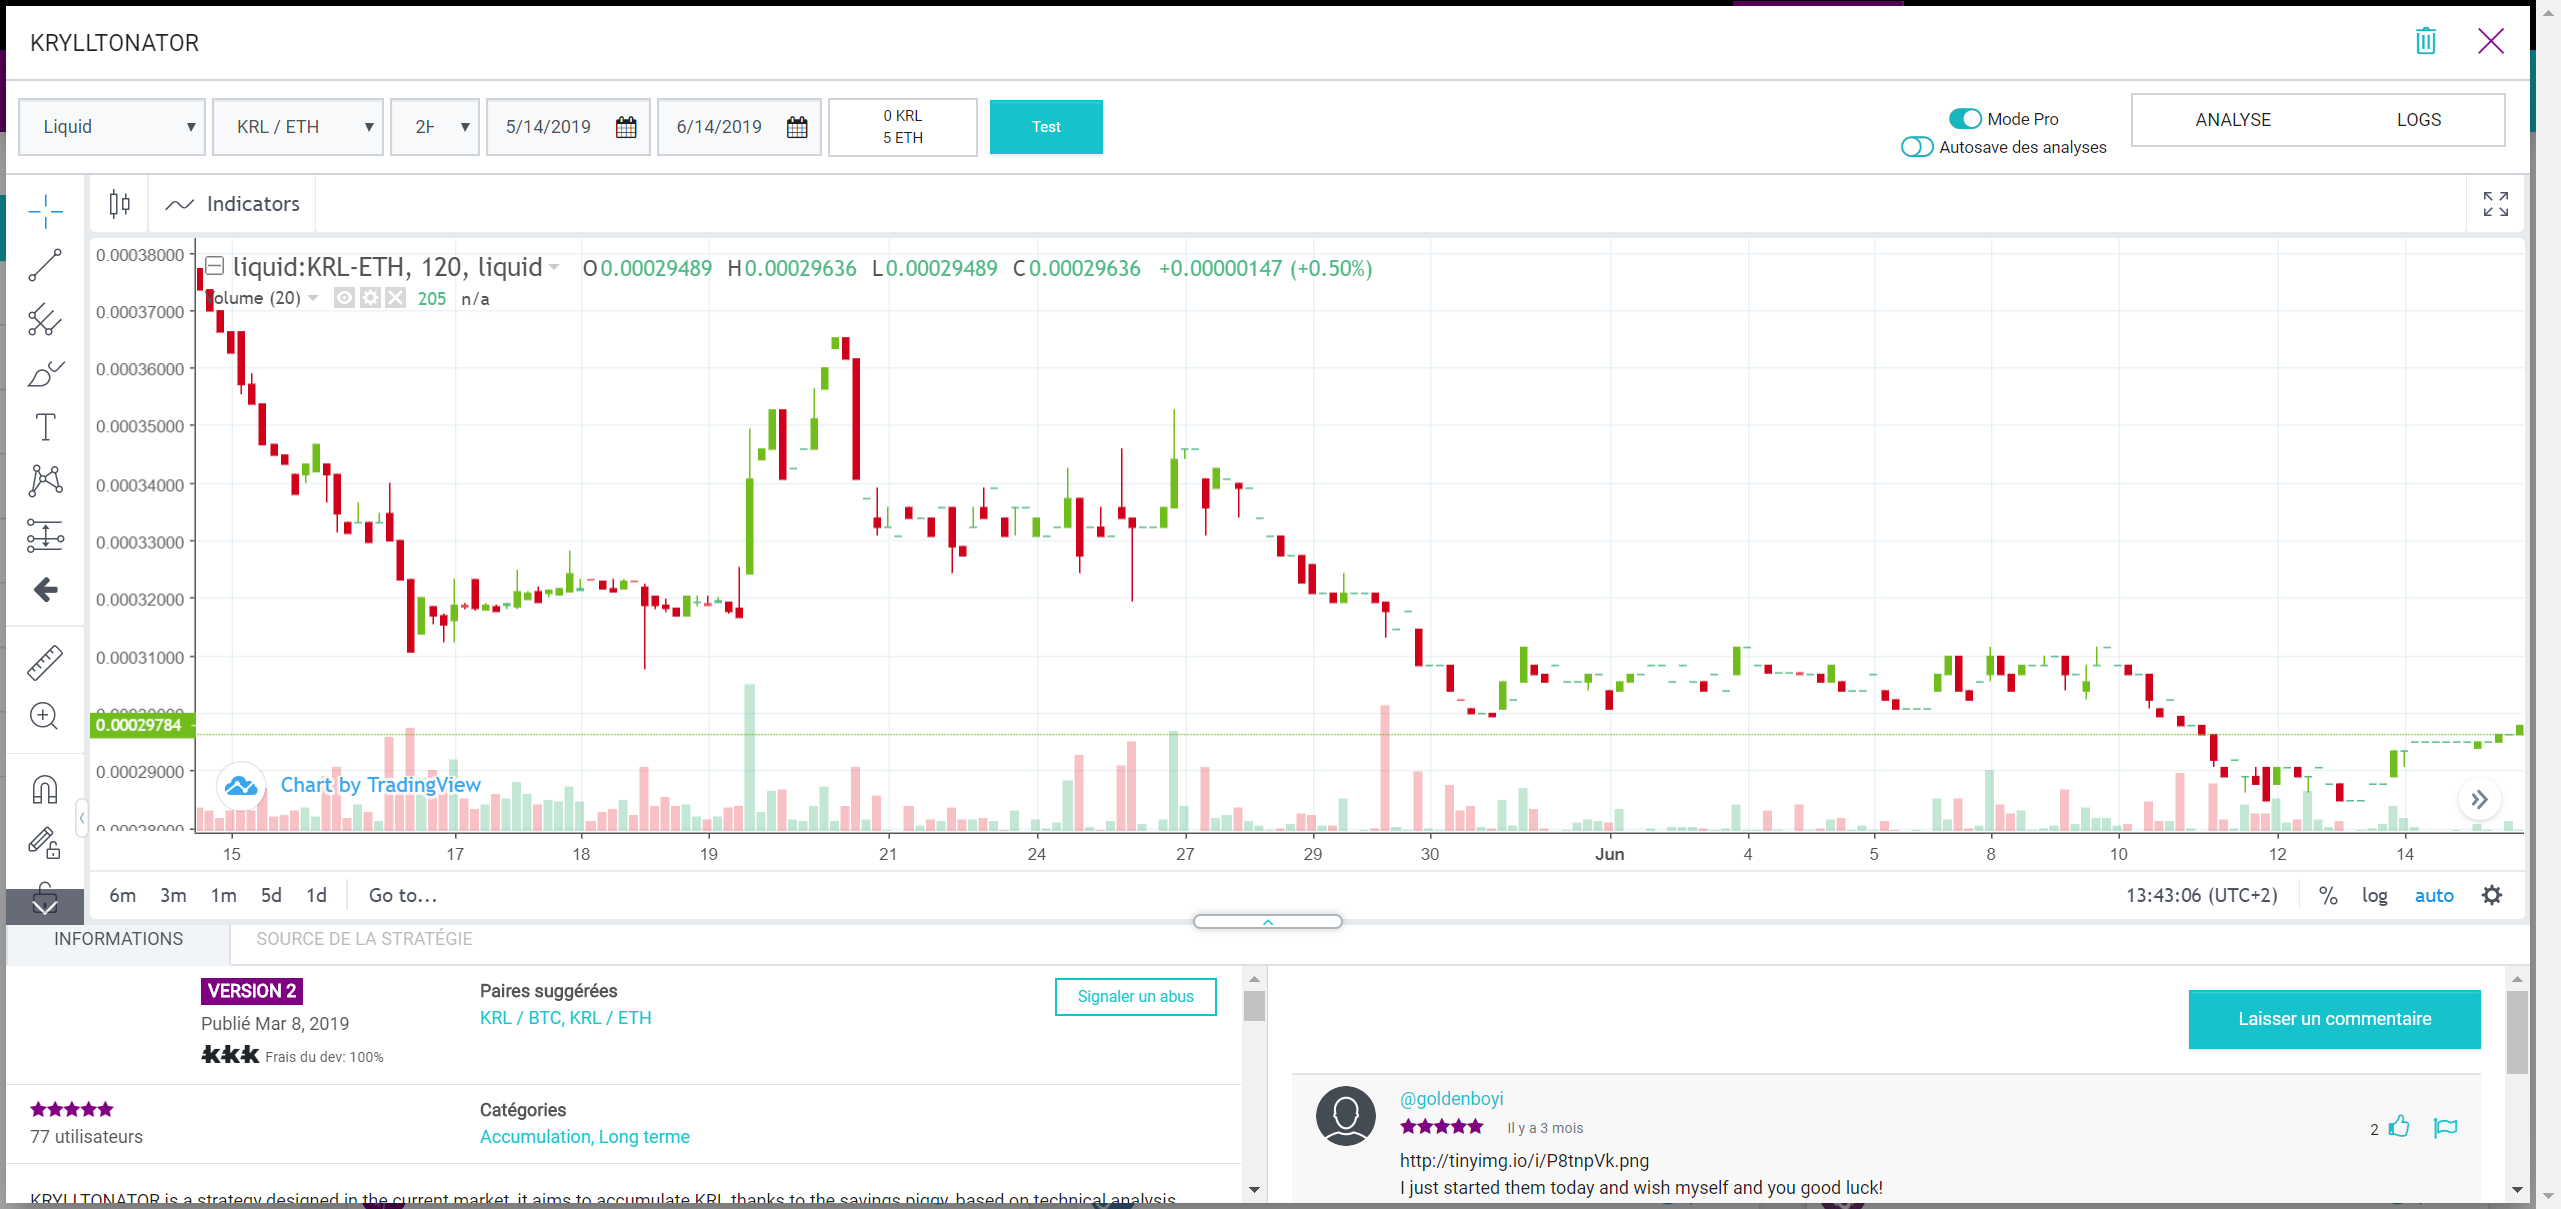 KRYLLTONATOR
Liquid
KRL / ETH
2H
5/14/2019
6/14/2019
0 KRL
5 ETH
Test
Mode Pro
Autosave des analyses
ANALYSE
LOGS
Indicators
liquid:KRL-ETH, 120, liquid O0.00029489 H0.00029636 L0.00029489 C0.00029636 +0.00000147 (+0.50%)
Volume (20) 205 n/a
0.00038000
0.00037000
0.00036000
0.00035000
0.00034000
0.00033000
0.00032000
0.00031000
0.00030000
0.00029784
0.00029000
0.00028000
Chart by TradingView
15 17 18 19 21 24 27 29 30 Jun 4 5 8 10 12 14
6m 3m 1m 5d 1d Go to...
13:43:06 (UTC+2) % log auto
INFORMATIONS
SOURCE DE LA STRATÉGIE
VERSION 2
Publié Mar 8, 2019
Frais du dev: 100%
Paires suggérées
KRL / BTC, KRL / ETH
Signaler un abus
77 utilisateurs
Catégories
Accumulation, Long terme
KRYLLTONATOR is a strategy designed in the current market, it aims to accumulate KRL thanks to the savings piggy, based on technical analysis
Laisser un commentaire
@goldenboyi
Il y a 3 mois
2
http://tinyimg.io/i/P8tnpVk.png
I just started them today and wish myself and you good luck!